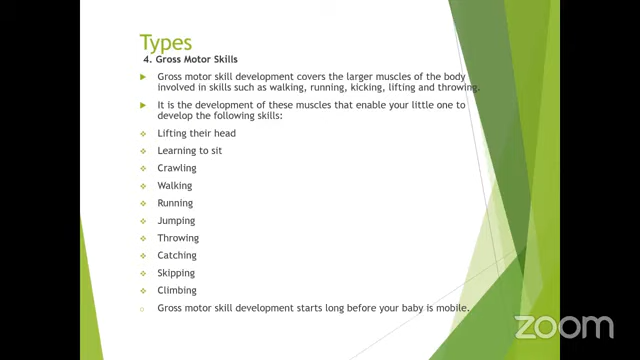 Types
4. Gross Motor Skills
Gross motor skill development covers the larger muscles of the body
involved in skills such as walking, running, kicking, lifting and throwing.
It is the development of these muscles that enable your little one to
develop the following skills:
Lifting their head
Learning to sit
Crawling
Walking
Running
Jumping
Throwing
Catching
Skipping
Climbing
Gross motor skill development starts long before your baby is mobile.
zoom